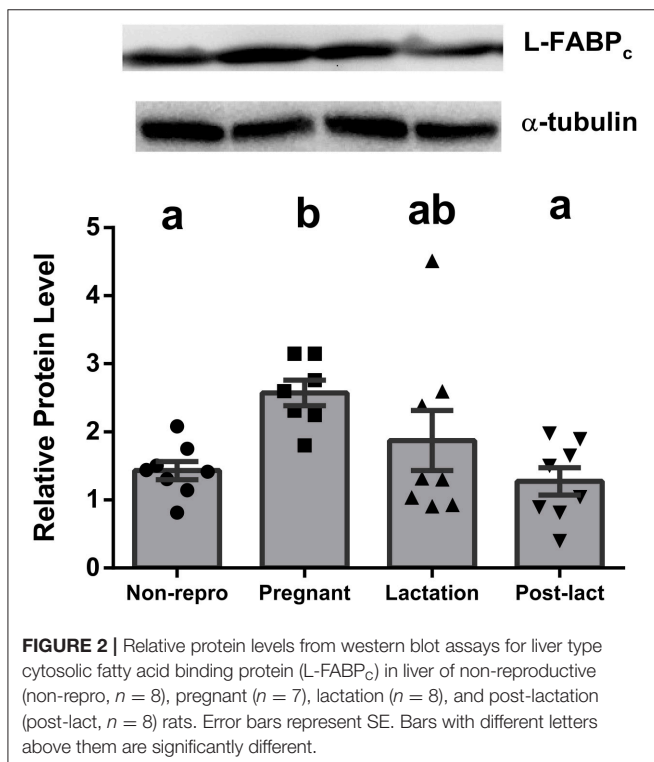 L-FABPc
α-tubulin
a b ab a
5
4
3
2
1
0
Relative Protein Level
Non-repro Pregnant Lactation Post-lact
FIGURE 2 | Relative protein levels from western blot assays for liver type
cytosolic fatty acid binding protein (L-FABPC) in liver of non-reproductive
(non-repro, n = 8), pregnant (n = 7), lactation (n = 8), and post-lactation
(post-lact, n = 8) rats. Error bars represent SE. Bars with different letters
above them are significantly different.